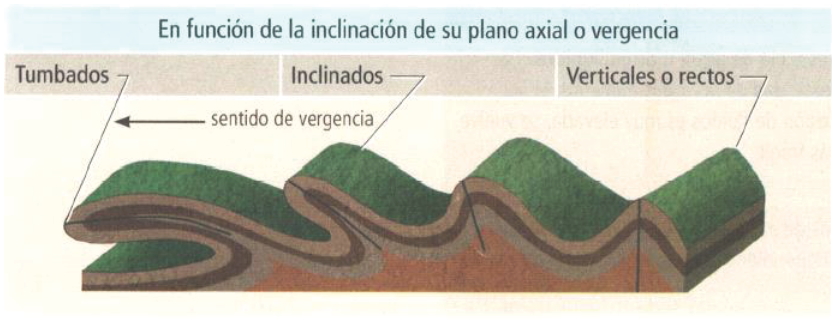 En función de la inclinación de su plano axial o vergencia
Tumbados
Inclinados
Verticales o rectos
sentido de vergencia